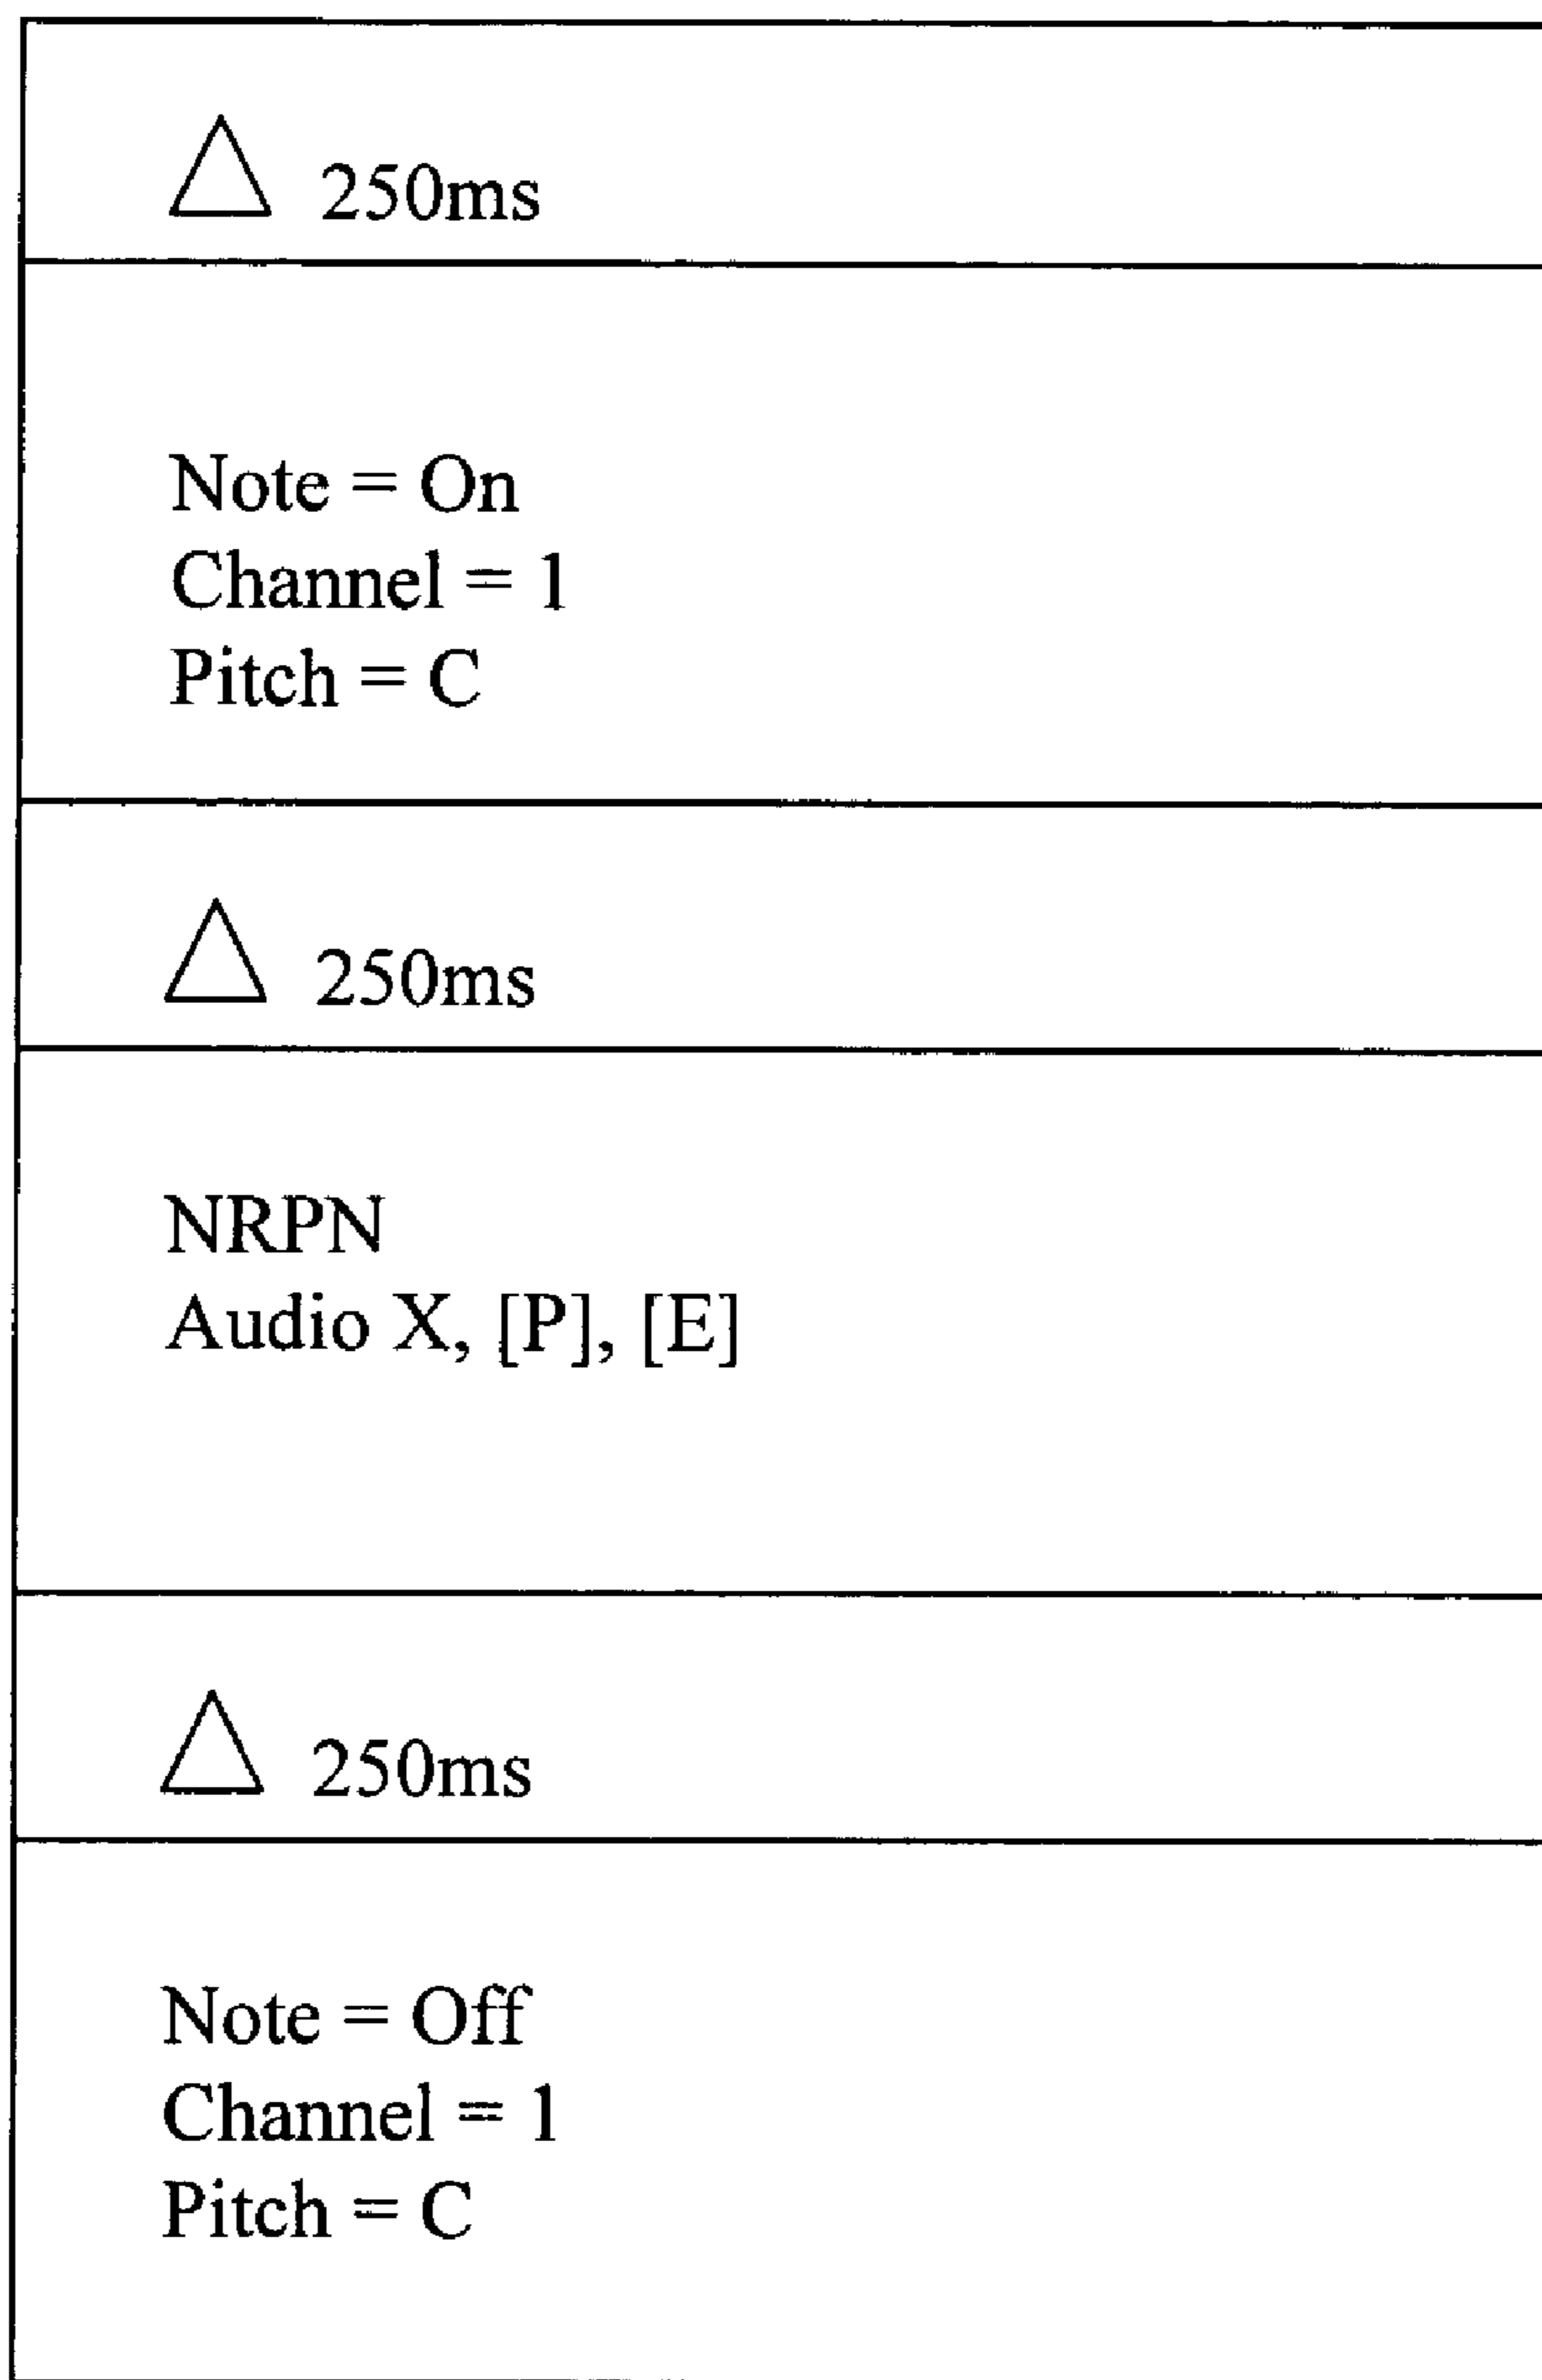 △ 250ms
Note = On
Channel = 1
Pitch = C
△ 250ms
NRPN
Audio X, [P], [E]
△ 250ms
Note = Off
Channel = 1
Pitch = C